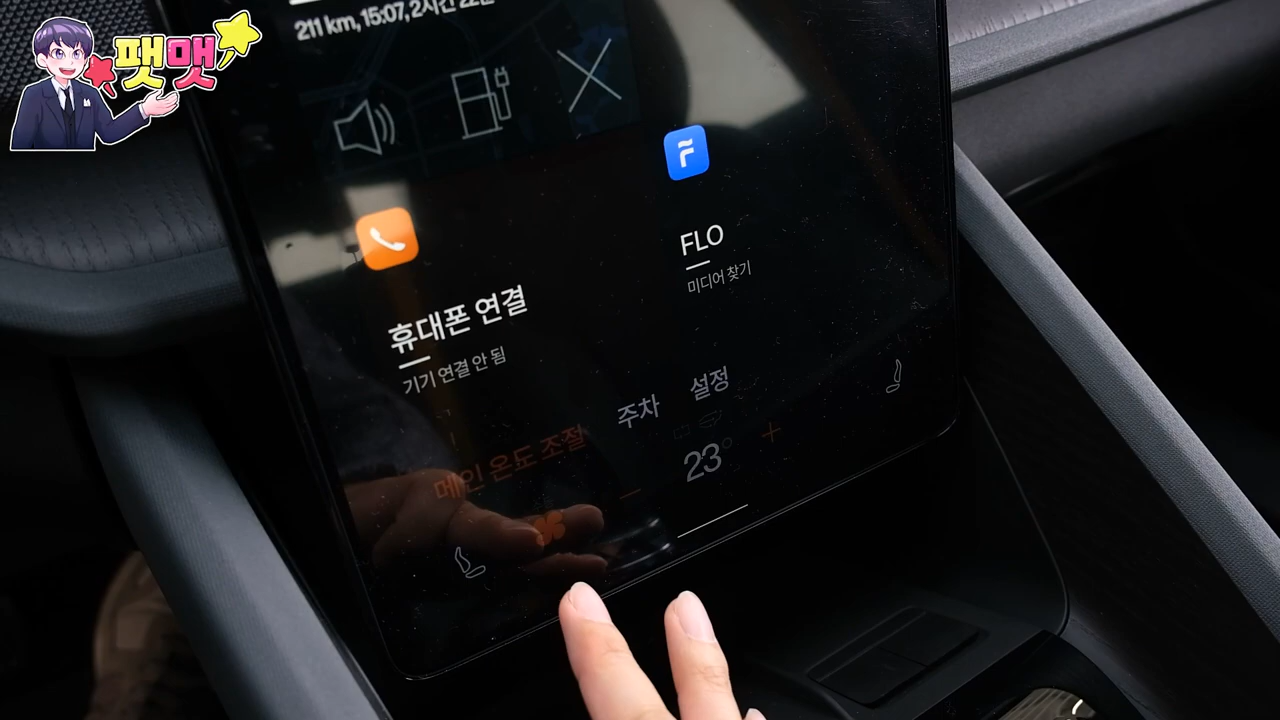 팻맷
211 km, 15:07, 2시간 22분
F
FLO
미디어 찾기
휴대폰 연결
기기 연결 안 됨
주차
설정
메인 온도 조절
23°